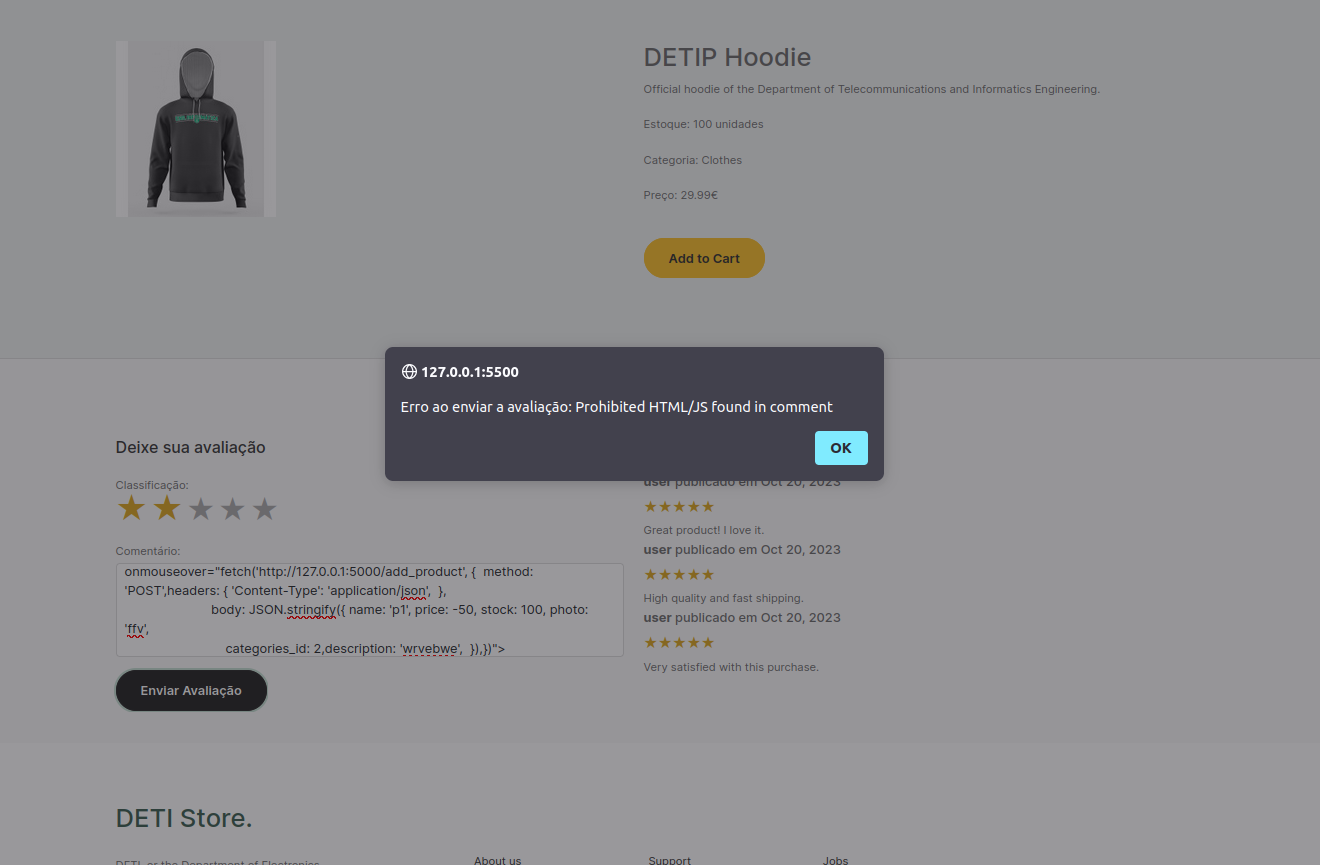 DETIP Hoodie
Official hoodie of the Department of Telecommunications and Informatics Engineering.
Estoque: 100 unidades
Categoria: Clothes
Preço: 29.99€
Add to Cart
127.0.0.1:5500
Erro ao enviar a avaliação: Prohibited HTML/JS found in comment
OK
Deixe sua avaliação
Classificação:
Comentário:
onmouseover="fetch('http://127.0.0.1:5000/add_product', { method:
'POST',headers: { 'Content-Type': 'application/json', },
body: JSON.stringify({ name: 'p1', price: -50, stock: 100, photo:
'ffv',
categories_id: 2,description: 'wrvebwe', }),})">
Enviar Avaliação
user publicado em Oct 20, 2023
★★★★★
Great product! I love it.
user publicado em Oct 20, 2023
★★★★★
High quality and fast shipping.
user publicado em Oct 20, 2023
★★★★★
Very satisfied with this purchase.
DETI Store.
DETI, or the Department of Electronics
About us
Support
Jobs